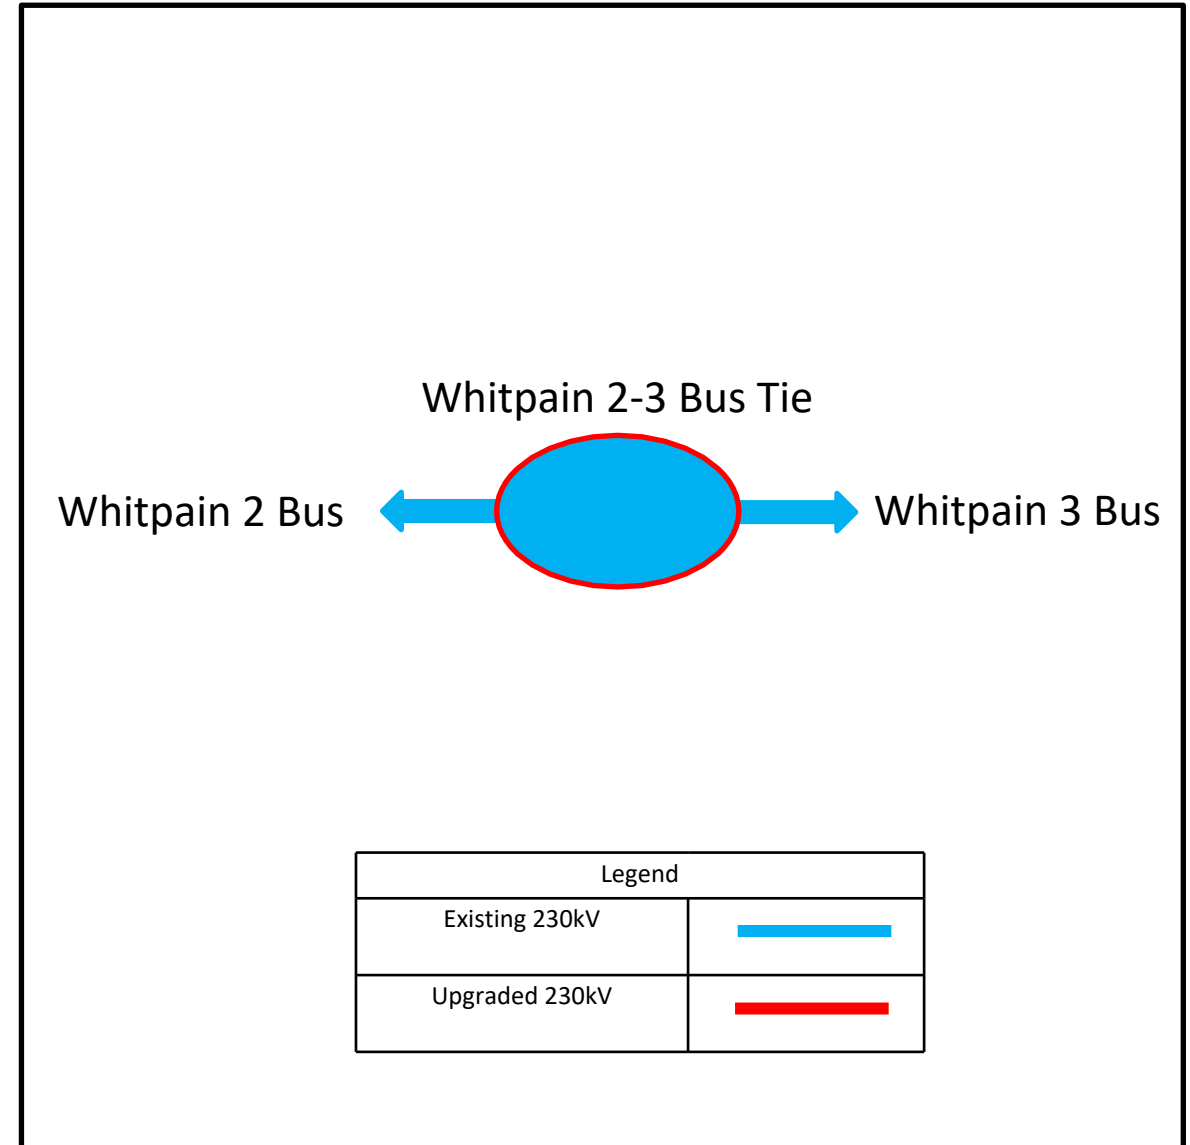 Whitpain 2-3 Bus Tie
Whitpain 2 Bus
Whitpain 3 Bus
Legend
Existing 230kV
Upgraded 230kV